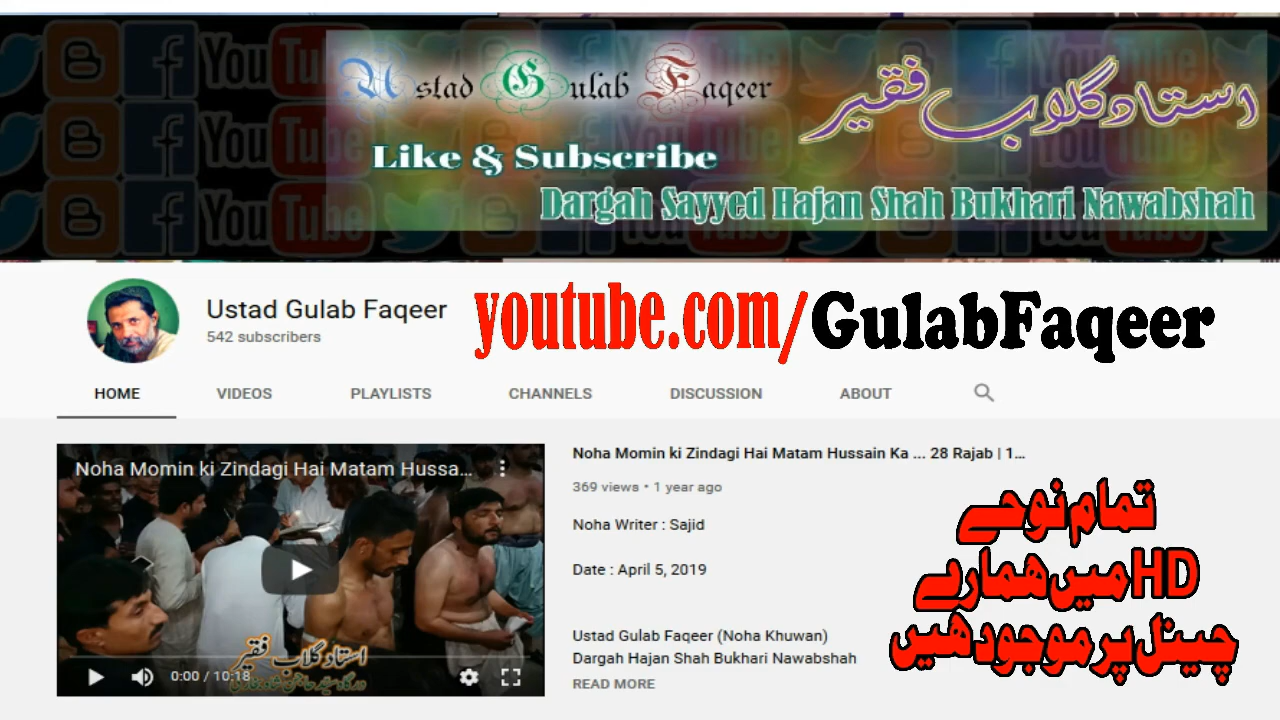 You Tube
Ustad Gulab Faqeer
استاد گلاب فقیر
Like & Subscribe
Dargah Sayyed Hajan Shah Bukhari Nawabshah
Ustad Gulab Faqeer
542 subscribers
youtube.com/GulabFaqeer
HOME VIDEOS PLAYLISTS CHANNELS DISCUSSION ABOUT
Noha Momin ki Zindagi Hai Matam Hussa...
استاد گلاب فقیر
0:00 / 10:18
Noha Momin ki Zindagi Hai Matam Hussain Ka ... 28 Rajab | 1...
369 views • 1 year ago
Noha Writer : Sajid
Date : April 5, 2019
Ustad Gulab Faqeer (Noha Khuwan)
Dargah Hajan Shah Bukhari Nawabshah
READ MORE
تمام نوحے
HD میں ھمارے
چینل پر موجود ھیں